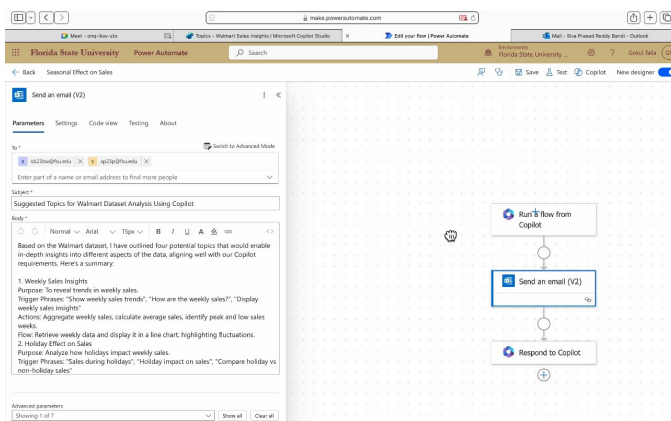 make.powerautomate.com
Meet – onq-ikov-zto
Topics - Walmart Sales Insights | Microsoft Copilot Studio
Edit your flow | Power Automate
Mail - Siva Prasad Reddy Bandi - Outlook
Florida State University
Power Automate
Search
Environments
Florida State University ...
?
Gokul Talla
Back
Seasonal Effect on Sales
Save
Test
Copilot
New designer
Send an email (V2)
Parameters
Settings
Code view
Testing
About
To *
Switch to Advanced Mode
sb23bw@fsu.edu
sp23p@fsu.edu
Enter part of a name or email address to find more people
Subject *
Suggested Topics for Walmart Dataset Analysis Using Copilot
Body *
Normal
Arial
15px
B
I
U
A
Based on the Walmart dataset, I have outlined four potential topics that would enable
in-depth insights into different aspects of the data, aligning well with our Copilot
requirements. Here's a summary:
1. Weekly Sales Insights
Purpose: To reveal trends in weekly sales.
Trigger Phrases: "Show weekly sales trends", "How are the weekly sales?", "Display
weekly sales insights"
Actions: Aggregate weekly sales, calculate average sales, identify peak and low sales
weeks.
Flow: Retrieve weekly data and display it in a line chart, highlighting fluctuations.
2. Holiday Effect on Sales
Purpose: Analyze how holidays impact weekly sales.
Trigger Phrases: "Sales during holidays", "Holiday impact on sales", "Compare holiday vs
non-holiday sales"
Advanced parameters
Showing 1 of 7
Show all
Clear all
Run a flow from
Copilot
Send an email (V2)
Respond to Copilot